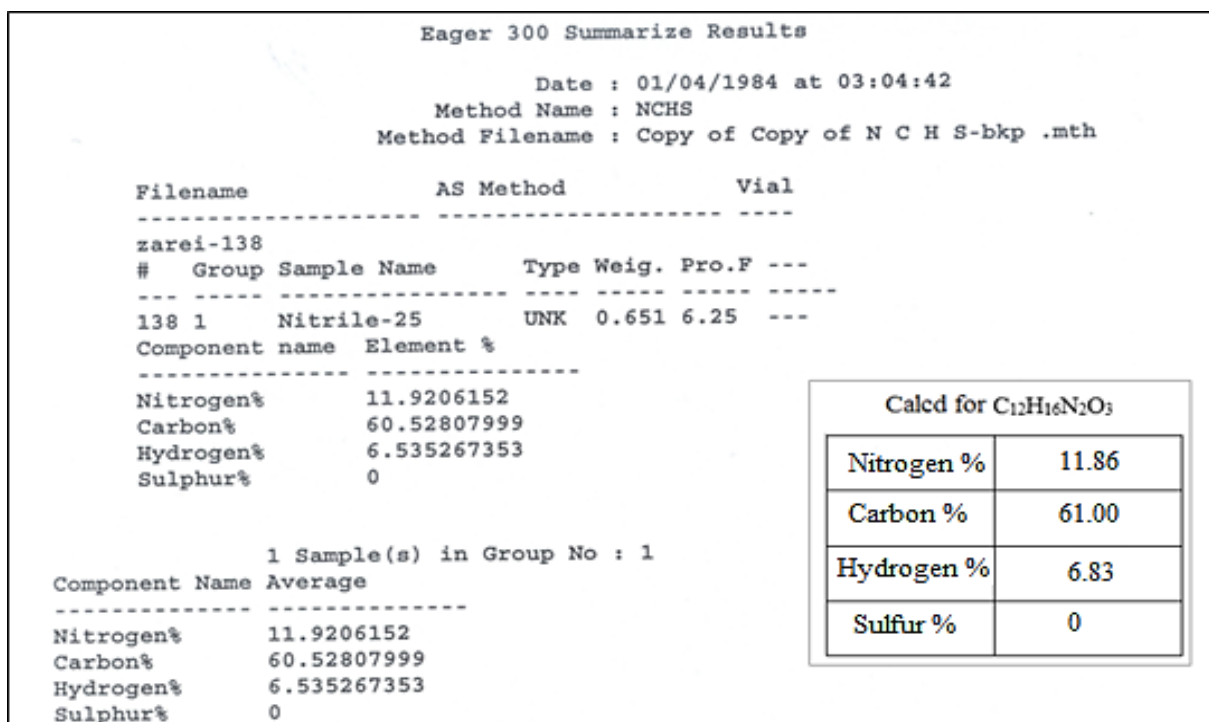 Eager 300 Summarize Results
Date : 01/04/1984 at 03:04:42
Method Name : NCHS
Method Filename : Copy of Copy of N C H S-bkp .mth
Filename AS Method Vial
-------------------- -------------------- ----
zarei-138
# Group Sample Name Type Weig. Pro.F ---
--- ----- ---------------- ---- ----- ----- -----
138 1 Nitrile-25 UNK 0.651 6.25 ---
Component name Element %
--------------- ---------------
Nitrogen% 11.9206152
Carbon% 60.52807999
Hydrogen% 6.535267353
Sulphur% 0
1 Sample(s) in Group No : 1
Component Name Average
-------------- --------------
Nitrogen% 11.9206152
Carbon% 60.52807999
Hydrogen% 6.535267353
Sulphur% 0
Calcd for C₁₂H₁₆N₂O₃
Nitrogen % 11.86
Carbon % 61.00
Hydrogen % 6.83
Sulfur % 0